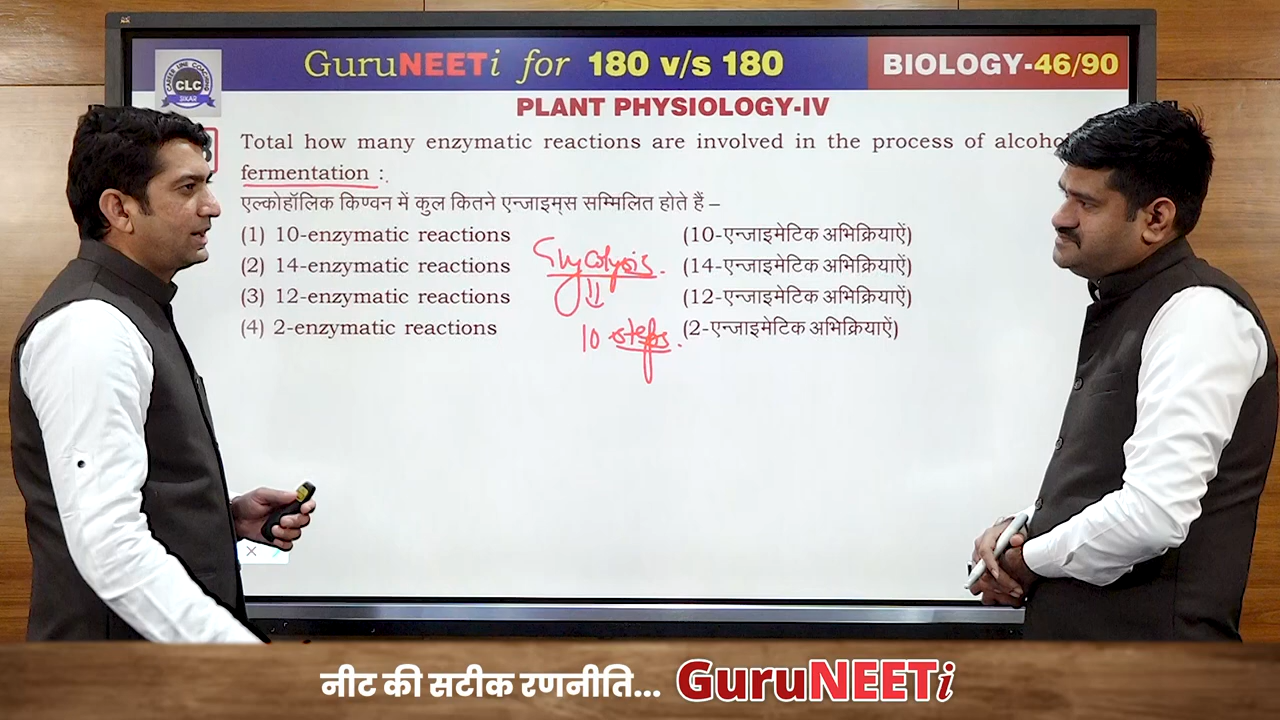 GuruNEETi for 180 v/s 180
BIOLOGY-46/90
CLC
SIKAR
PLANT PHYSIOLOGY-IV
Total how many enzymatic reactions are involved in the process of
fermentation :
एल्कोहॉलिक किण्वन में कुल कितने एन्जाइम्स सम्मिलित होते हैं –
(1) 10-enzymatic reactions (10-एन्जाइमेटिक अभिक्रियाऐं)
(2) 14-enzymatic reactions (14-एन्जाइमेटिक अभिक्रियाऐं)
(3) 12-enzymatic reactions (12-एन्जाइमेटिक अभिक्रियाऐं)
(4) 2-enzymatic reactions (2-एन्जाइमेटिक अभिक्रियाऐं)
Glycolysis.
10 steps.
नीट की सटीक रणनीति... GuruNEETi